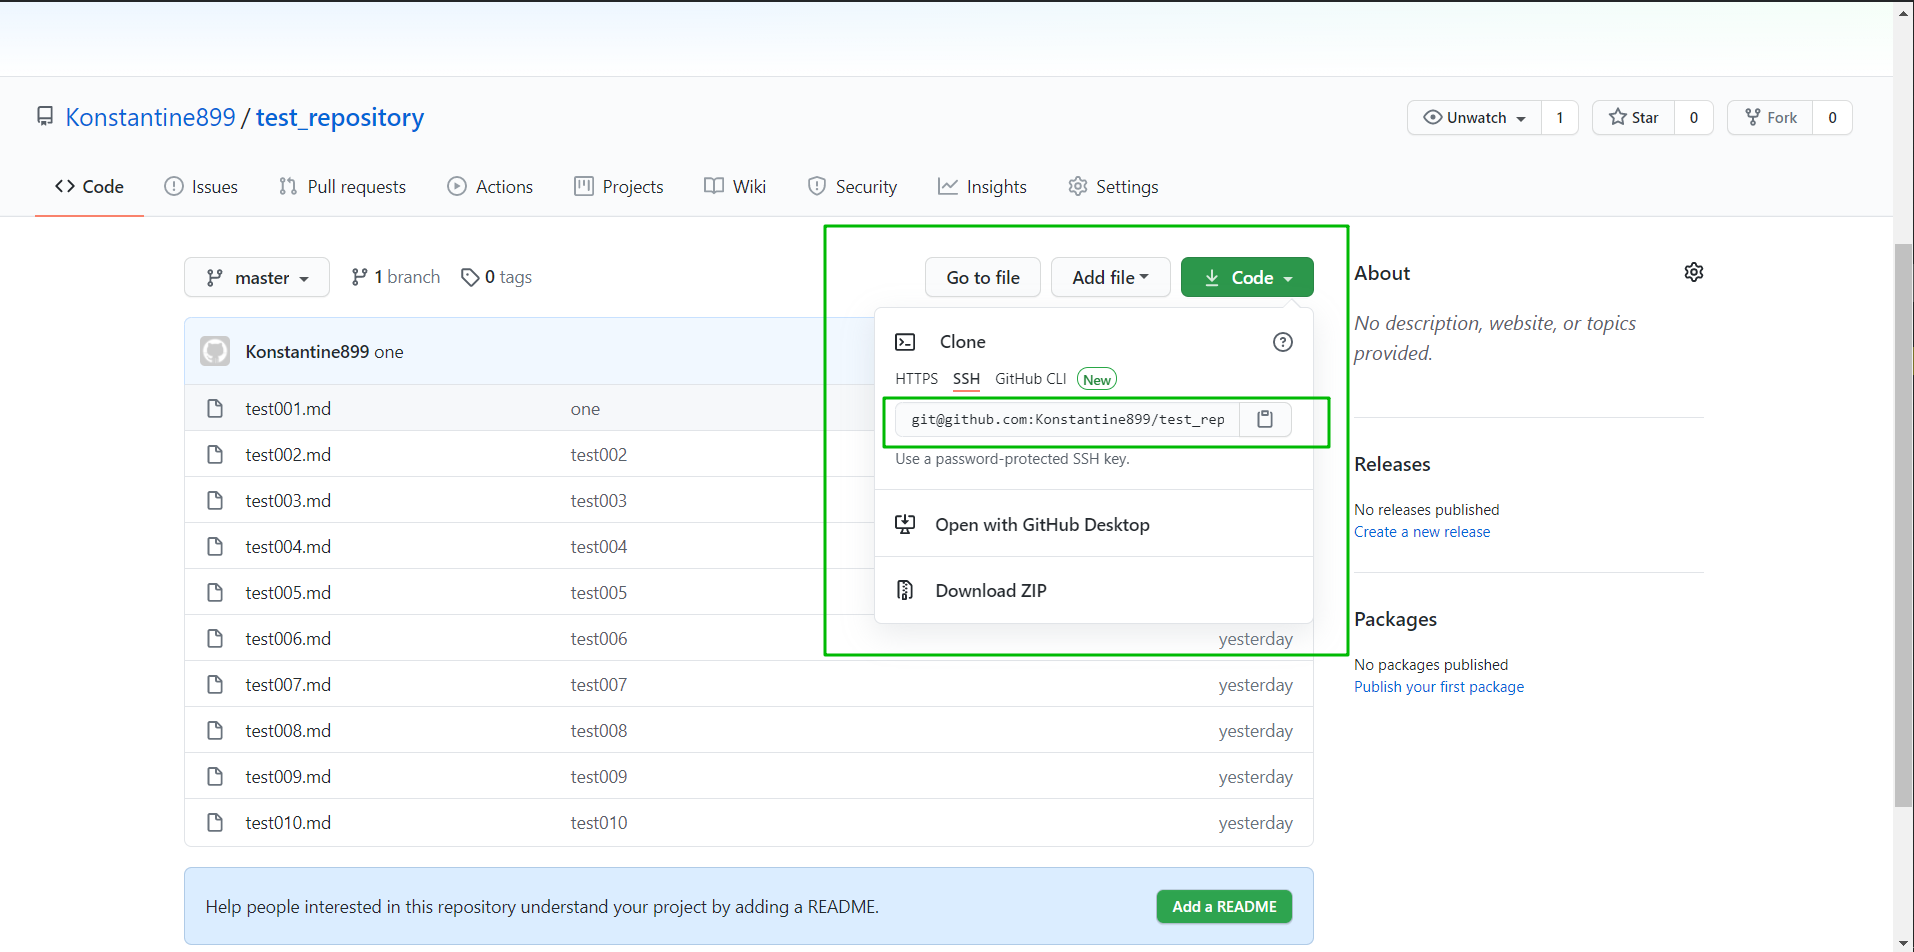 Konstantine899 / test_repository
Unwatch 1 Star 0 Fork 0
Code Issues Pull requests Actions Projects Wiki Security Insights Settings
master 1 branch 0 tags Go to file Add file Code
Konstantine899 one
test001.md one
test002.md test002
test003.md test003
test004.md test004
test005.md test005
test006.md test006 yesterday
test007.md test007 yesterday
test008.md test008 yesterday
test009.md test009 yesterday
test010.md test010 yesterday
Clone
HTTPS SSH GitHub CLI New
git@github.com:Konstantine899/test_rep
Use a password-protected SSH key.
Open with GitHub Desktop
Download ZIP
About
No description, website, or topics
provided.
Releases
No releases published
Create a new release
Packages
No packages published
Publish your first package
Help people interested in this repository understand your project by adding a README.
Add a README